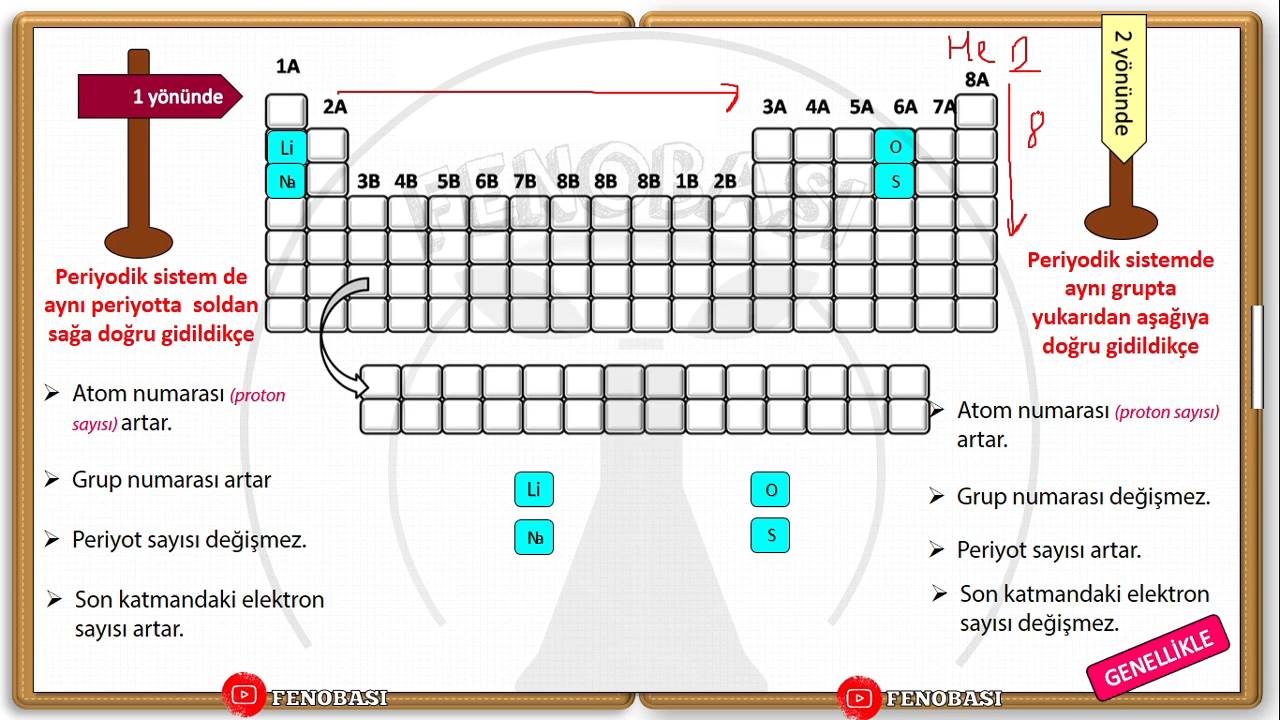 He 2
8
1A
8A
2A
3A 4A 5A 6A 7A
3B 4B 5B 6B 7B 8B 8B 8B 1B 2B
Li
Na
O
S
FENOBASI
1 yönünde
Periyodik sistem de
aynı periyotta soldan
sağa doğru gidildikçe
Atom numarası (proton
sayısı) artar.
Grup numarası artar
Periyot sayısı değişmez.
Son katmandaki elektron
sayısı artar.
Li
Na
O
S
2 yönünde
Periyodik sistemde
aynı grupta
yukarıdan aşağıya
doğru gidildikçe
Atom numarası (proton sayısı)
artar.
Grup numarası değişmez.
Periyot sayısı artar.
Son katmandaki elektron
sayısı değişmez.
GENELLİKLE
FENOBASI
FENOBASI